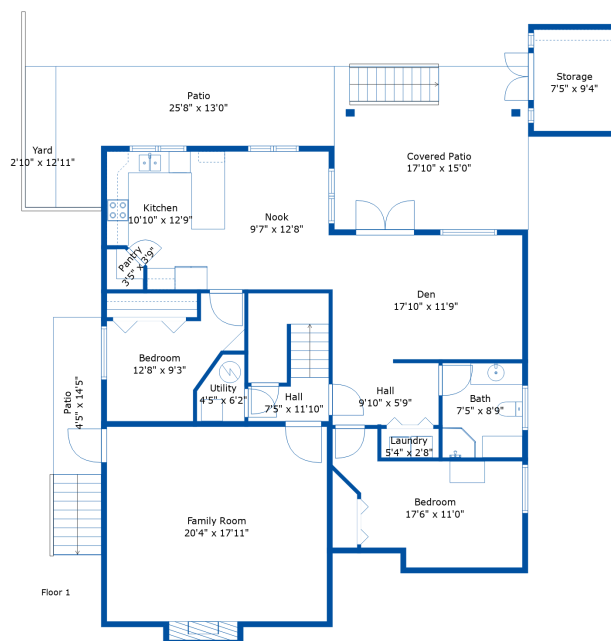 Storage
7'5" x 9'4"
Patio
25'8" x 13'0"
Yard
2'10" x 12'11"
Covered Patio
17'10" x 15'0"
Kitchen
10'10" x 12'9"
Nook
9'7" x 12'8"
Pantry
3'5" x 3'9"
Den
17'10" x 11'9"
Bedroom
12'8" x 9'3"
Utility
4'5" x 6'2"
Hall
7'5" x 11'10"
Hall
9'10" x 5'9"
Bath
7'5" x 8'9"
Patio
4'5" x 14'5"
Laundry
5'4" x 2'8"
Bedroom
17'6" x 11'0"
Family Room
20'4" x 17'11"
Floor 1